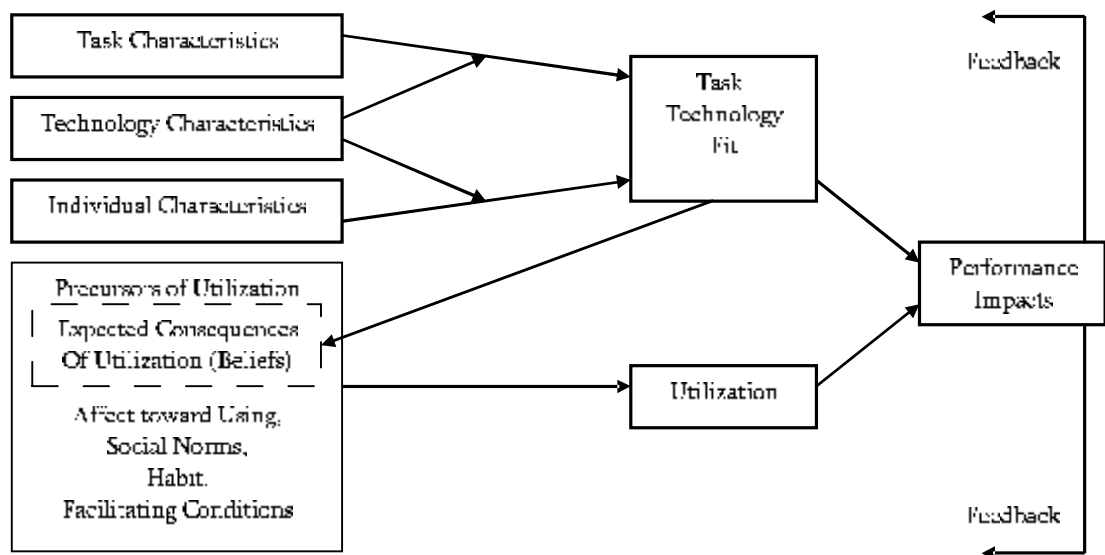 Task Characteristics
Technology Characteristics
Individual Characteristics
Precursors of Utilization
Expected Consequences
Of Utilization (Beliefs)
Affect toward Using,
Social Norms,
Habit.
Facilitating Conditions
Task
Technology
Fit
Utilization
Performance
Impacts
Feedback
Feedback